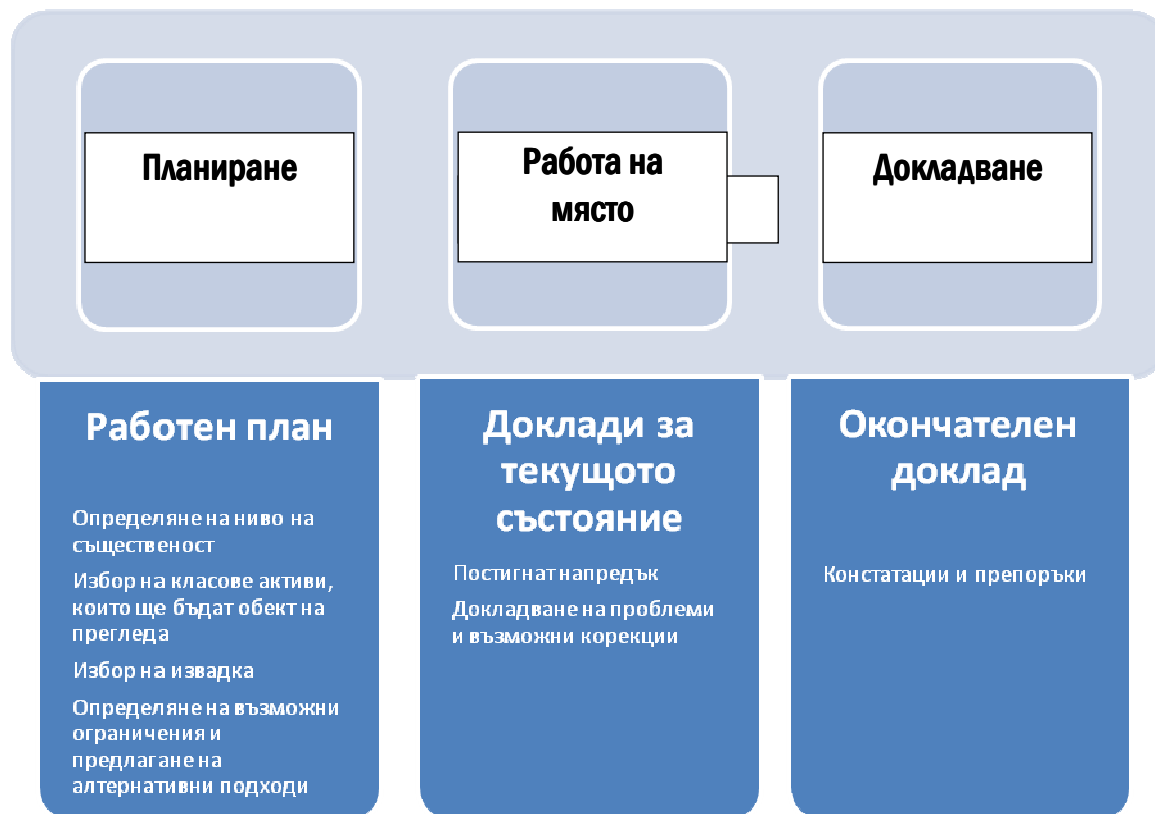 Планиране
Работа на
място
Докладване
Работен план
Определяне на ниво на
същественост
Избор на класове активи,
които ще бъдат обект на
прегледа
Избор на извадка
Определяне на възможни
ограничения и
предлагане на
алтернативни подходи
Доклади за
текущото
състояние
Постигнат напредък
Докладване на проблеми
и възможни корекции
Окончателен
доклад
Констатации и препоръки